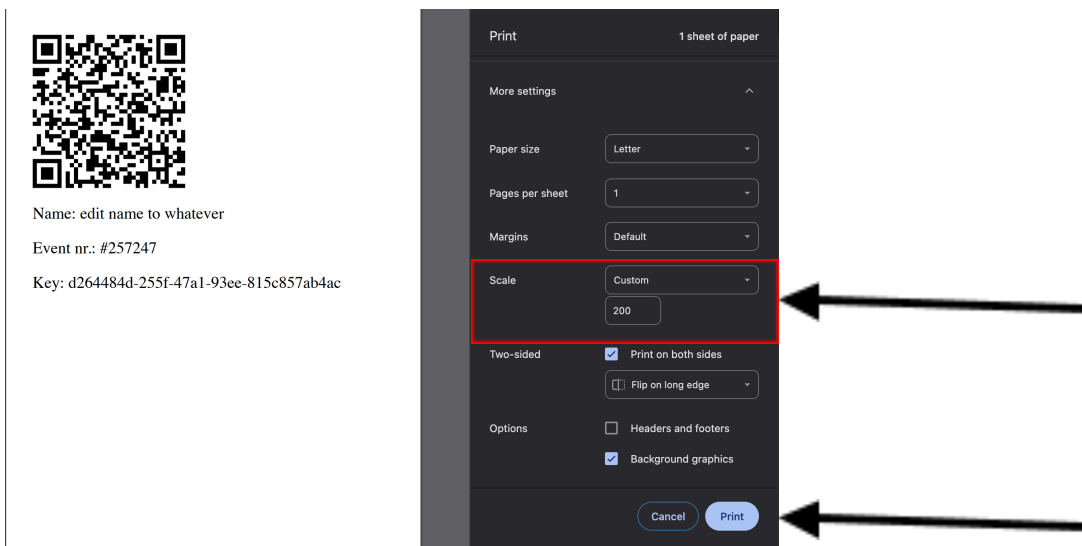 Name: edit name to whatever
Event nr.: #257247
Key: d264484d-255f-47a1-93ee-815c857ab4ac
Print 1 sheet of paper
More settings
Paper size Letter
Pages per sheet 1
Margins Default
Scale Custom
200
Two-sided Print on both sides
Flip on long edge
Options Headers and footers
Background graphics
Cancel Print